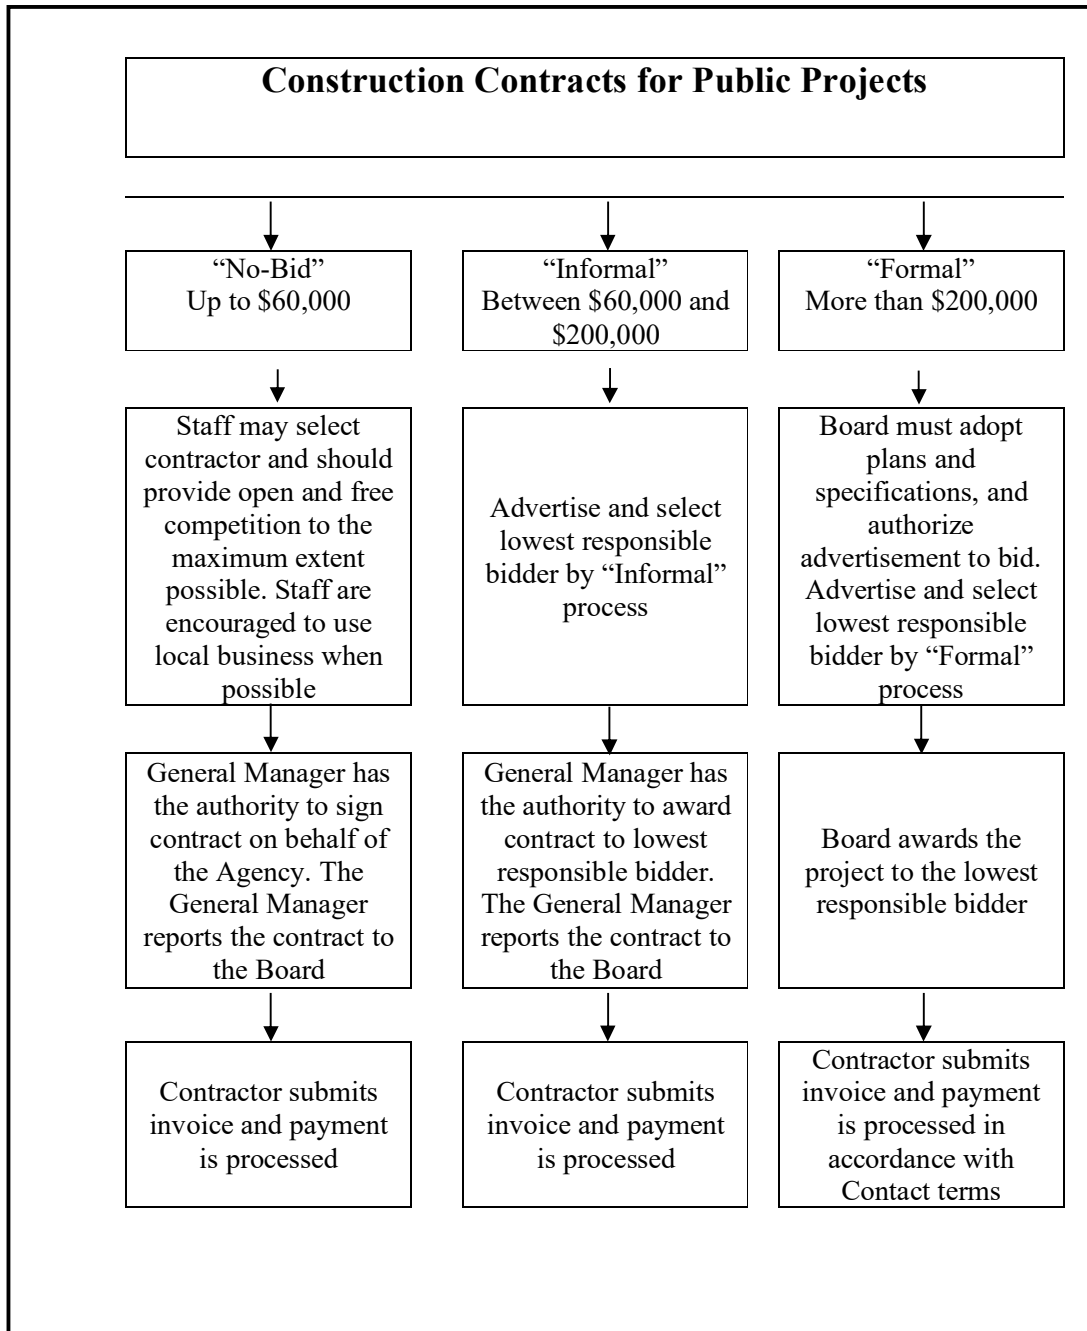 Construction Contracts for Public Projects
“No-Bid”
Up to $60,000
“Informal”
Between $60,000 and
$200,000
“Formal”
More than $200,000
Staff may select
contractor and should
provide open and free
competition to the
maximum extent
possible. Staff are
encouraged to use
local business when
possible
Advertise and select
lowest responsible
bidder by “Informal”
process
Board must adopt
plans and
specifications, and
authorize
advertisement to bid.
Advertise and select
lowest responsible
bidder by “Formal”
process
General Manager has
the authority to sign
contract on behalf of
the Agency. The
General Manager
reports the contract to
the Board
General Manager has
the authority to award
contract to lowest
responsible bidder.
The General Manager
reports the contract to
the Board
Board awards the
project to the lowest
responsible bidder
Contractor submits
invoice and payment
is processed
Contractor submits
invoice and payment
is processed
Contractor submits
invoice and payment
is processed in
accordance with
Contact terms